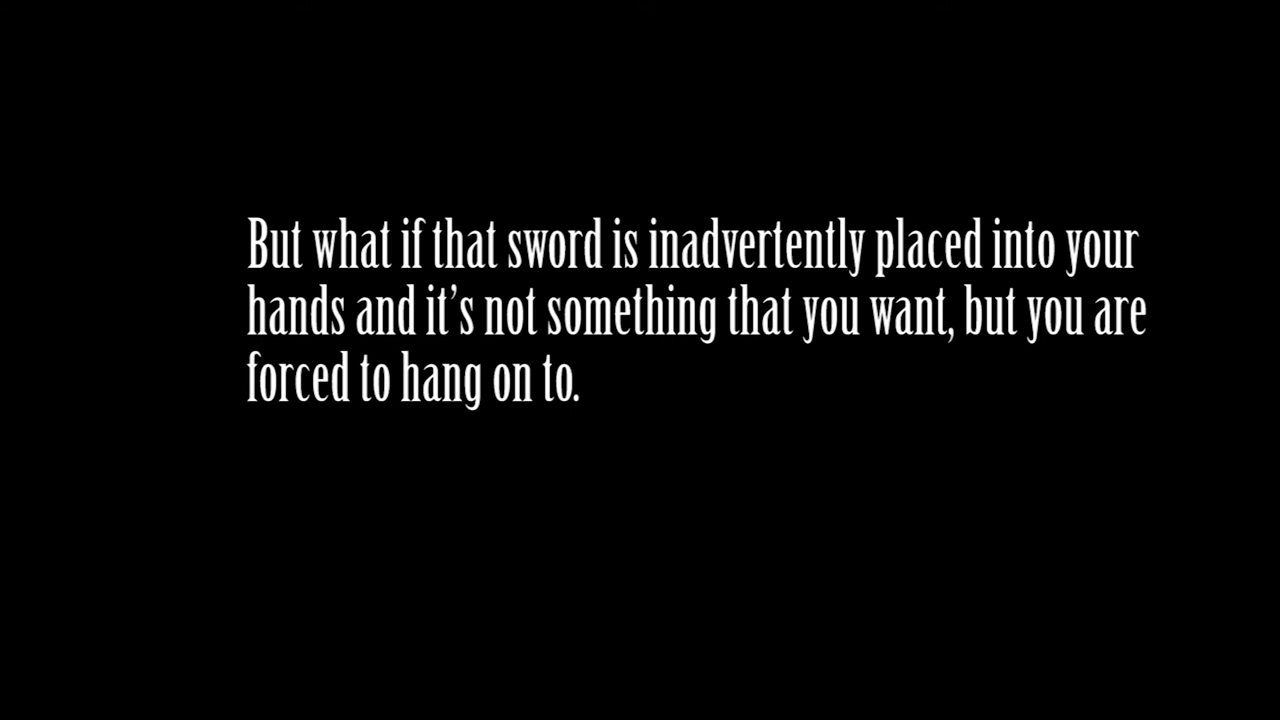 But what if that sword is inadvertently placed into your
hands and it’s not something that you want, but you are
forced to hang on to.